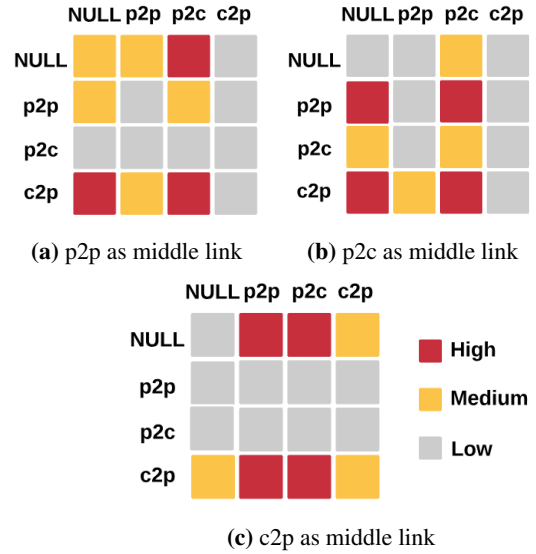 NULL p2p p2c c2p
NULL
p2p
p2c
c2p
(a) p2p as middle link
NULL p2p p2c c2p
NULL
p2p
p2c
c2p
(b) p2c as middle link
NULL p2p p2c c2p
NULL
p2p
p2c
c2p
High
Medium
Low
(c) c2p as middle link